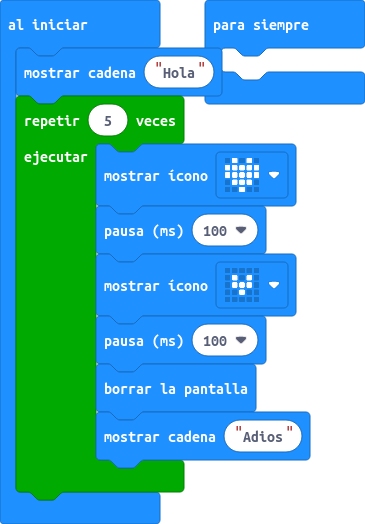 al iniciar
para siempre
mostrar cadena "Hola"
repetir 5 veces
ejecutar
mostrar icono
pausa (ms) 100
mostrar icono
pausa (ms) 100
borrar la pantalla
mostrar cadena "Adios"